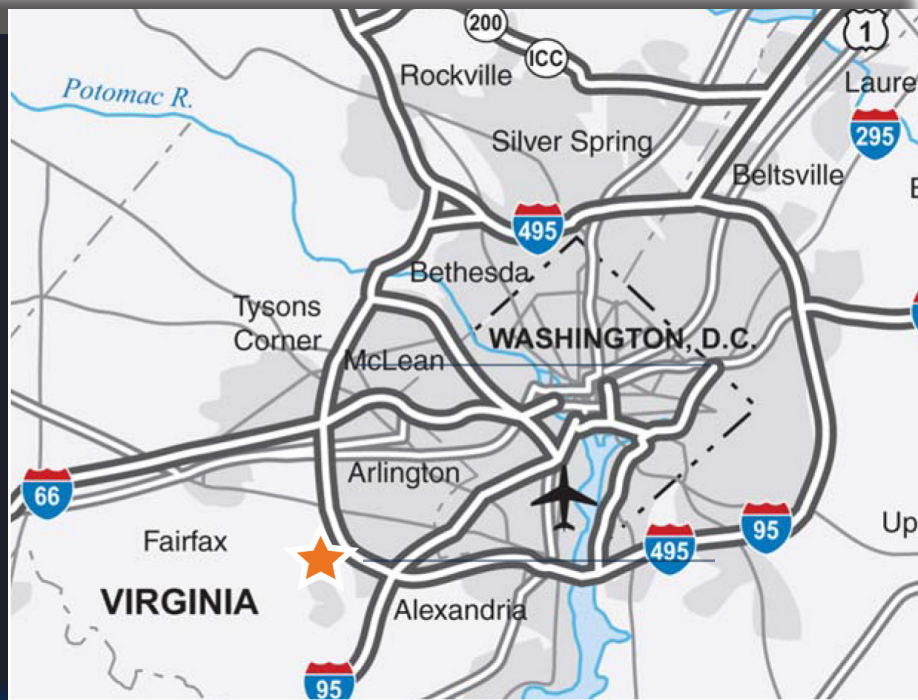 200
ICC
1
Rockville
Laure
Potomac R.
295
Silver Spring
Beltsville
495
Bethesda
Tysons
Corner
WASHINGTON, D.C.
McLean
Arlington
66
Fairfax
495
95
Up
VIRGINIA
Alexandria
95